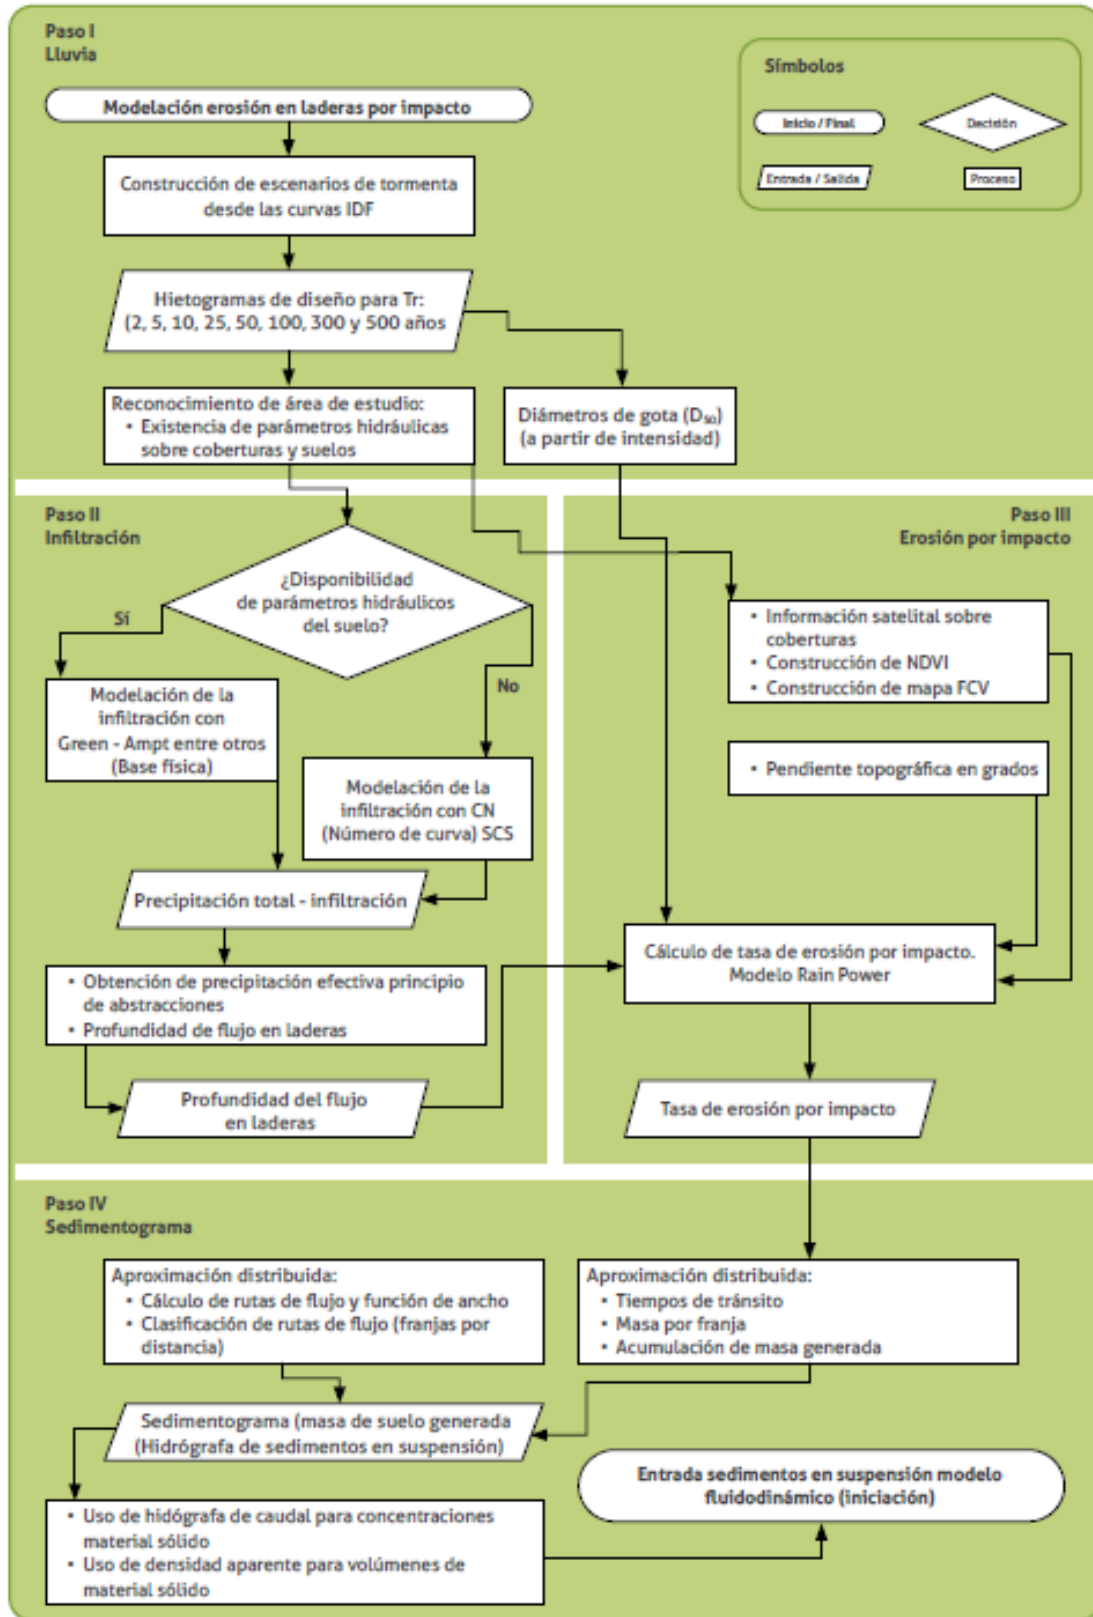 Paso I
Lluvia
Símbolos
Inicio / Final
Decisión
Entrada / Salida
Proceso
Modelación erosión en laderas por impacto
Construcción de escenarios de tormenta
desde las curvas IDF
Hietogramas de diseño para Tr:
(2, 5, 10, 25, 50, 100, 300 y 500 años
Reconocimiento de área de estudio:
• Existencia de parámetros hidráulicas
sobre coberturas y suelos
Diámetros de gota (D₅₀)
(a partir de intensidad)
Paso II
Infiltración
¿Disponibilidad
de parámetros hidráulicos
del suelo?
Sí
No
Modelación de la
infiltración con
Green - Ampt entre otros
(Base física)
Modelación de la
infiltración con CN
(Número de curva) SCS
Precipitación total - infiltración
• Obtención de precipitación efectiva principio
de abstracciones
• Profundidad de flujo en laderas
Profundidad del flujo
en laderas
Paso III
Erosión por impacto
• Información satelital sobre
coberturas
• Construcción de NDVI
• Construcción de mapa FCV
• Pendiente topográfica en grados
Cálculo de tasa de erosión por impacto.
Modelo Rain Power
Tasa de erosión por impacto
Paso IV
Sedimentograma
Aproximación distribuida:
• Cálculo de rutas de flujo y función de ancho
• Clasificación de rutas de flujo (franjas por
distancia)
Aproximación distribuida:
• Tiempos de tránsito
• Masa por franja
• Acumulación de masa generada
Sedimentograma (masa de suelo generada
(Hidrógrafa de sedimentos en suspensión)
• Uso de hidógrafa de caudal para concentraciones
material sólido
• Uso de densidad aparente para volúmenes de
material sólido
Entrada sedimentos en suspensión modelo
fluidodinámico (iniciación)